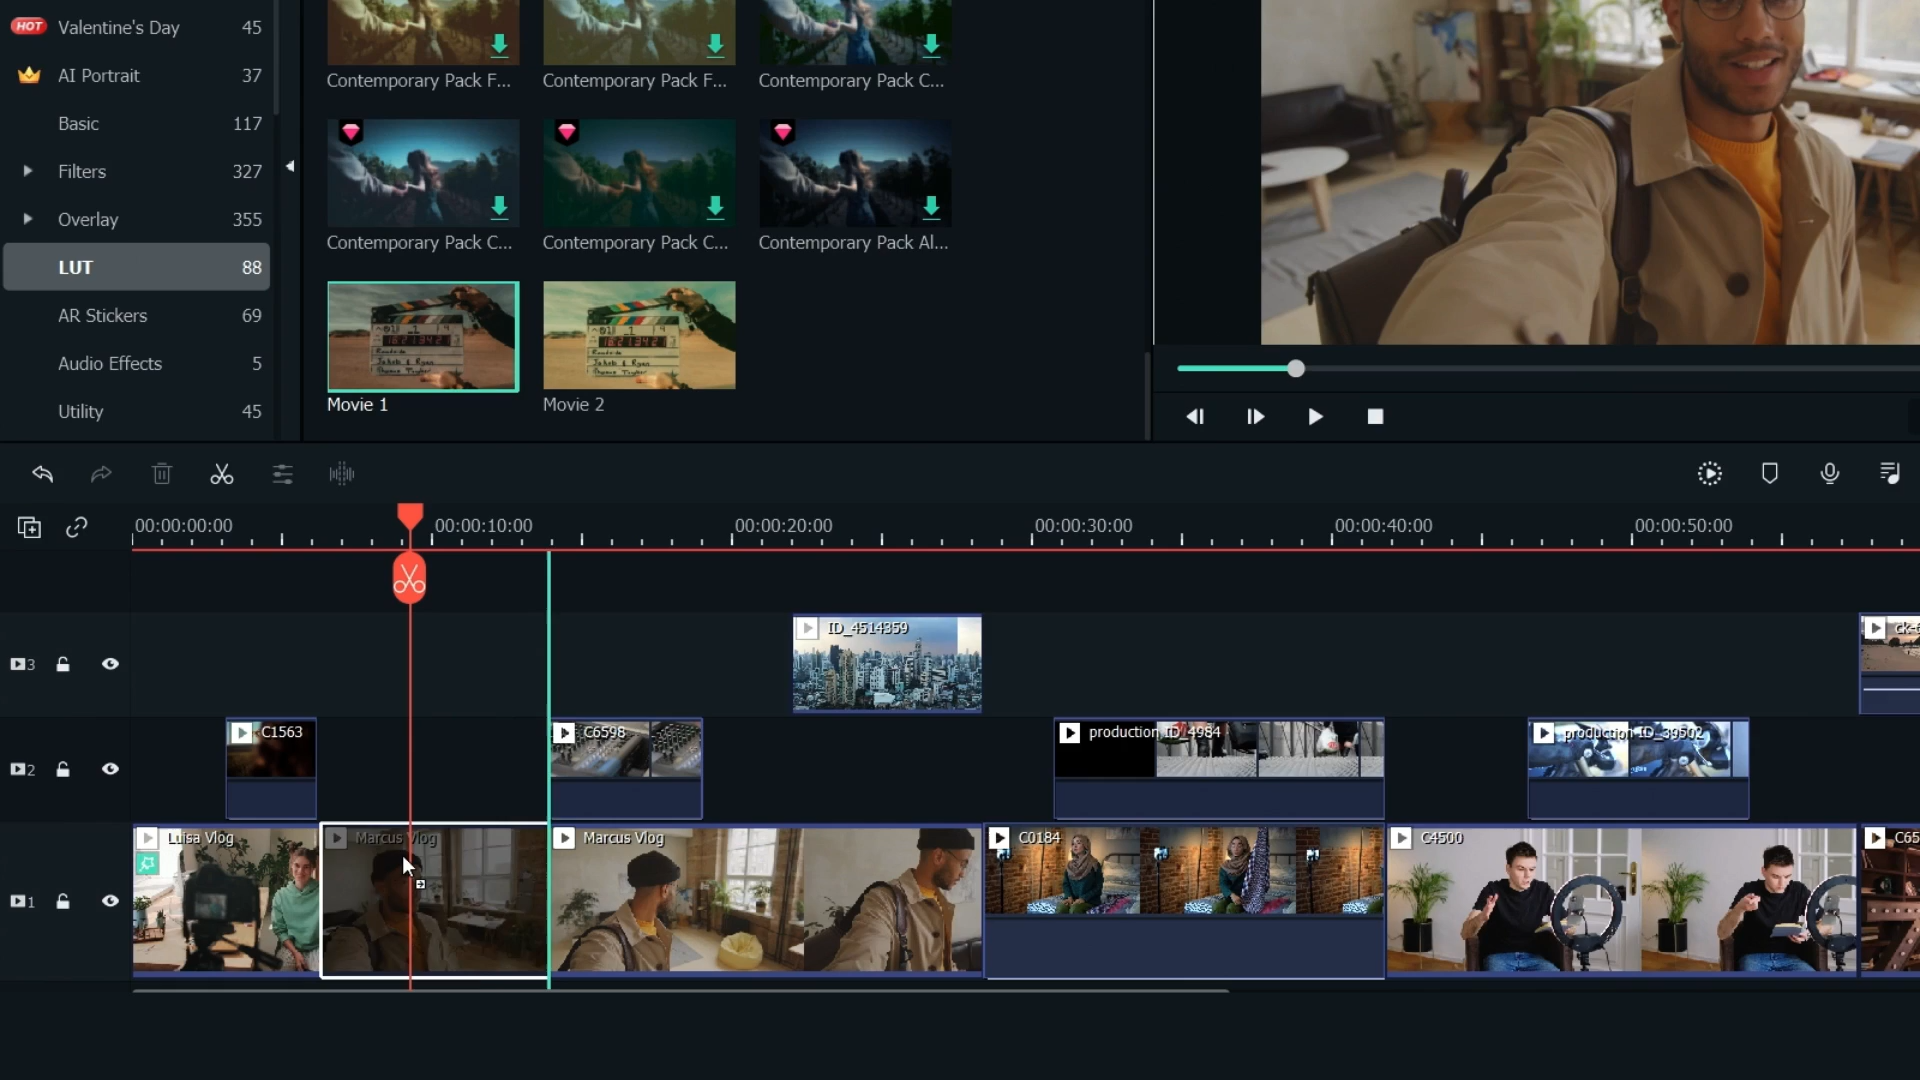 HOT Valentine's Day 45
AI Portrait 37
Basic 117
Filters 327
Overlay 355
LUT 88
AR Stickers 69
Audio Effects 5
Utility 45
Contemporary Pack F...
Contemporary Pack F...
Contemporary Pack C...
Contemporary Pack C...
Contemporary Pack C...
Contemporary Pack Al...
Movie 1
Movie 2
00:00:00:00
00:00:10:00
00:00:20:00
00:00:30:00
00:00:40:00
00:00:50:00
3
ID_4514359
2
C1563
C6598
production ID_4984
production ID_39502
1
Luisa Vlog
Marcus Vlog
Marcus Vlog
C0184
C4500
C65